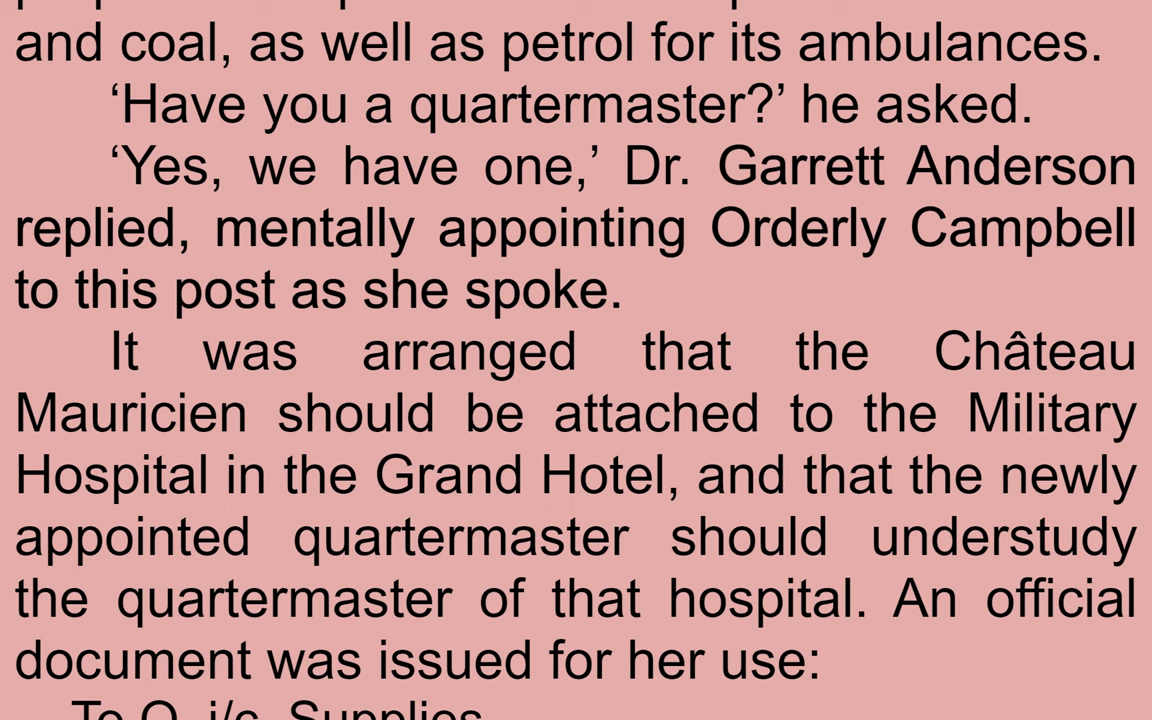 and coal, as well as petrol for its ambulances.
‘Have you a quartermaster?’ he asked.
‘Yes, we have one,’ Dr. Garrett Anderson
replied, mentally appointing Orderly Campbell
to this post as she spoke.
It was arranged that the Château
Mauricien should be attached to the Military
Hospital in the Grand Hotel, and that the newly
appointed quartermaster should understudy
the quartermaster of that hospital. An official
document was issued for her use:
To O. i/c. Supplies